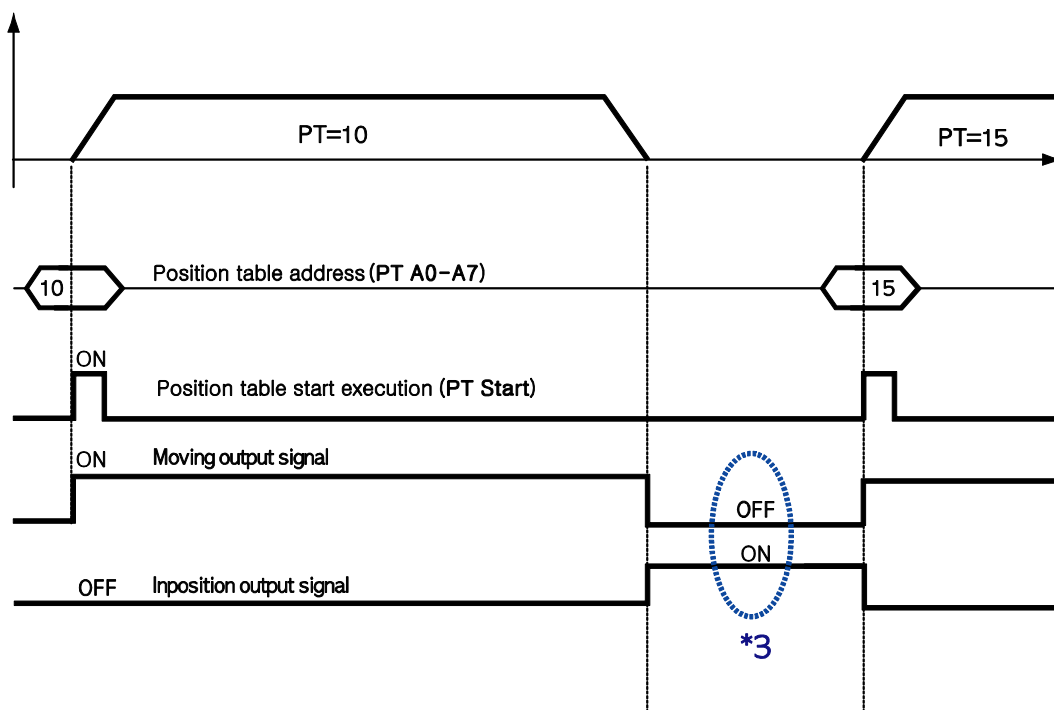 PT=10
PT=15
Position table address (PT A0-A7)
10
15
ON
Position table start execution (PT Start)
ON
Moving output signal
OFF
ON
OFF
Inposition output signal
*3